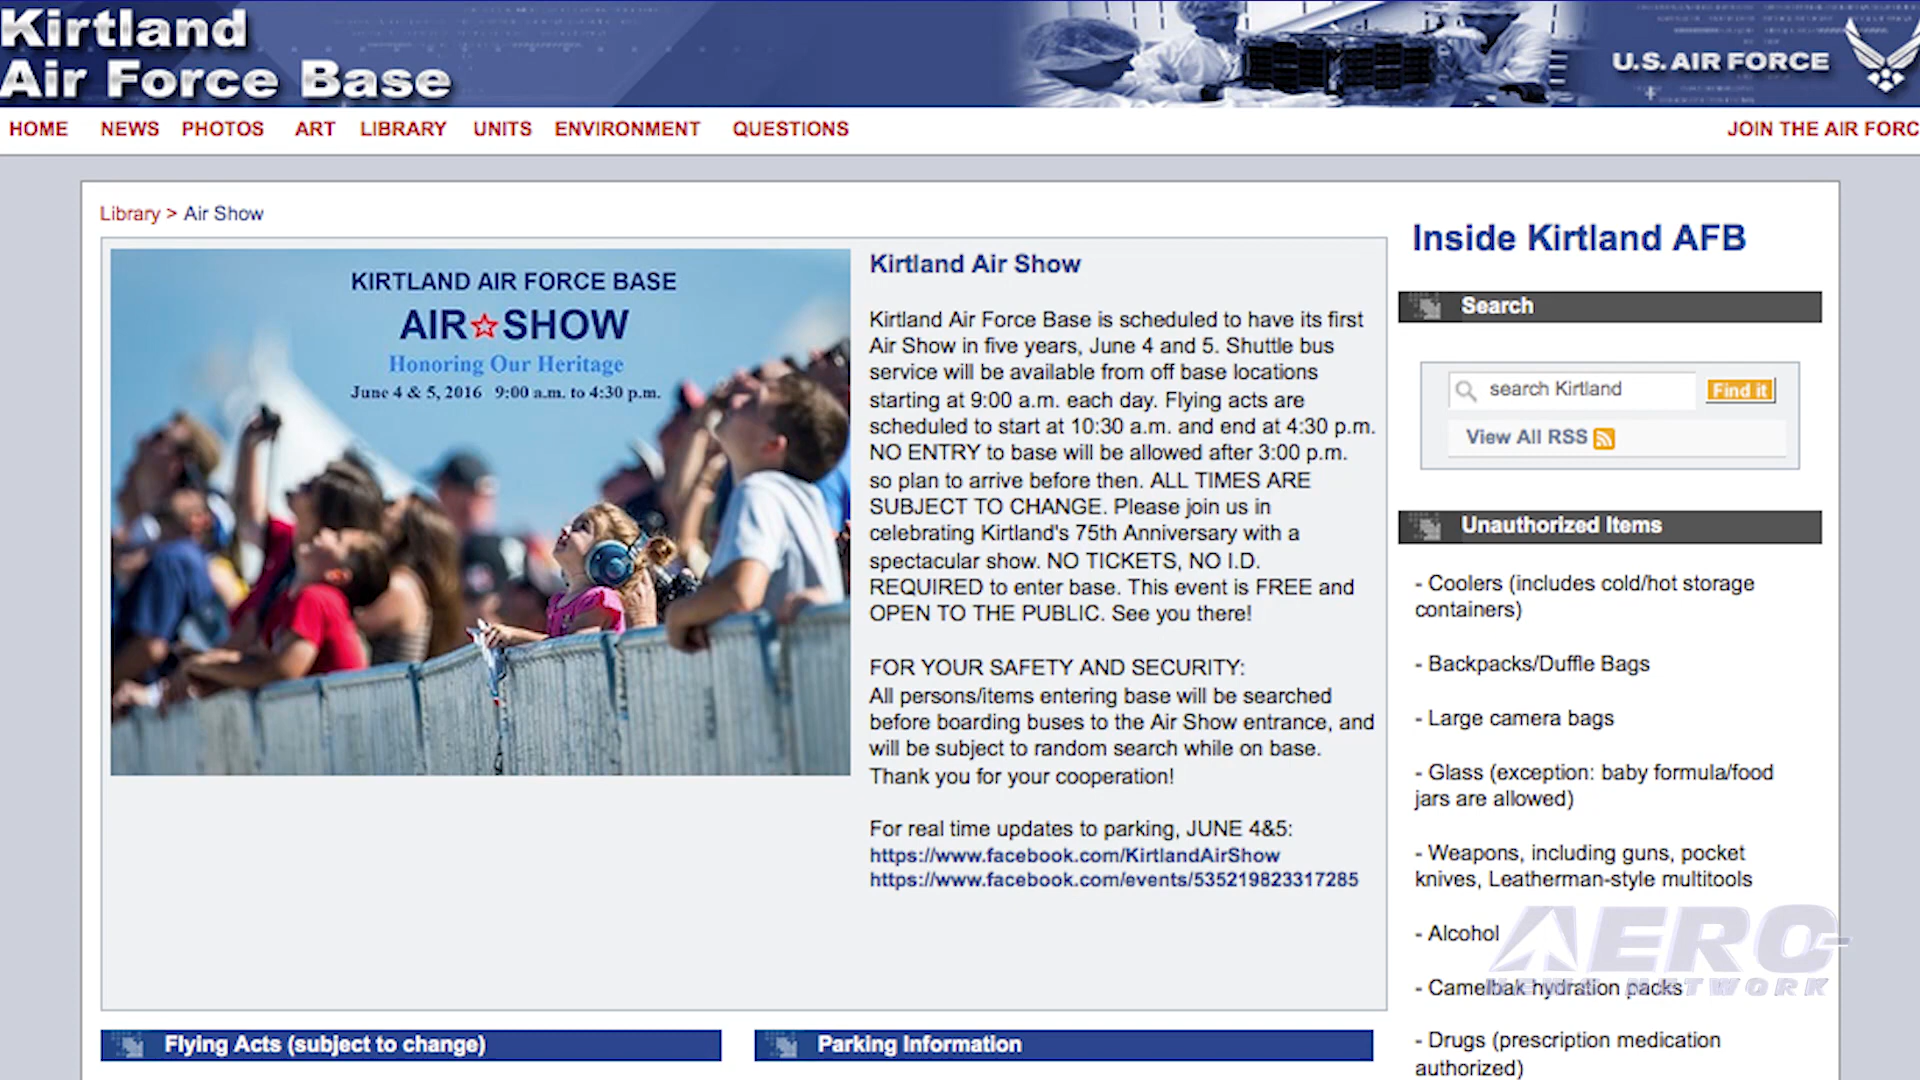 Kirtland
Air Force Base
U.S. AIR FORCE
HOME NEWS PHOTOS ART LIBRARY UNITS ENVIRONMENT QUESTIONS JOIN THE AIR FORC
Library > Air Show
KIRTLAND AIR FORCE BASE
AIR SHOW
Honoring Our Heritage
June 4 & 5, 2016 9:00 a.m. to 4:30 p.m.
Kirtland Air Show
Kirtland Air Force Base is scheduled to have its first
Air Show in five years, June 4 and 5. Shuttle bus
service will be available from off base locations
starting at 9:00 a.m. each day. Flying acts are
scheduled to start at 10:30 a.m. and end at 4:30 p.m.
NO ENTRY to base will be allowed after 3:00 p.m.
so plan to arrive before then. ALL TIMES ARE
SUBJECT TO CHANGE. Please join us in
celebrating Kirtland's 75th Anniversary with a
spectacular show. NO TICKETS, NO I.D.
REQUIRED to enter base. This event is FREE and
OPEN TO THE PUBLIC. See you there!
FOR YOUR SAFETY AND SECURITY:
All persons/items entering base will be searched
before boarding buses to the Air Show entrance, and
will be subject to random search while on base.
Thank you for your cooperation!
For real time updates to parking, JUNE 4&5:
https://www.facebook.com/KirtlandAirShow
https://www.facebook.com/events/535219823317285
Inside Kirtland AFB
Search
search Kirtland Find it
View All RSS
Unauthorized Items
- Coolers (includes cold/hot storage
containers)
- Backpacks/Duffle Bags
- Large camera bags
- Glass (exception: baby formula/food
jars are allowed)
- Weapons, including guns, pocket
knives, Leatherman-style multitools
- Alcohol
- Camelbak hydration packs
- Drugs (prescription medication
authorized)
AERO-
NEWS NETWORK
Flying Acts (subject to change)
Parking Information